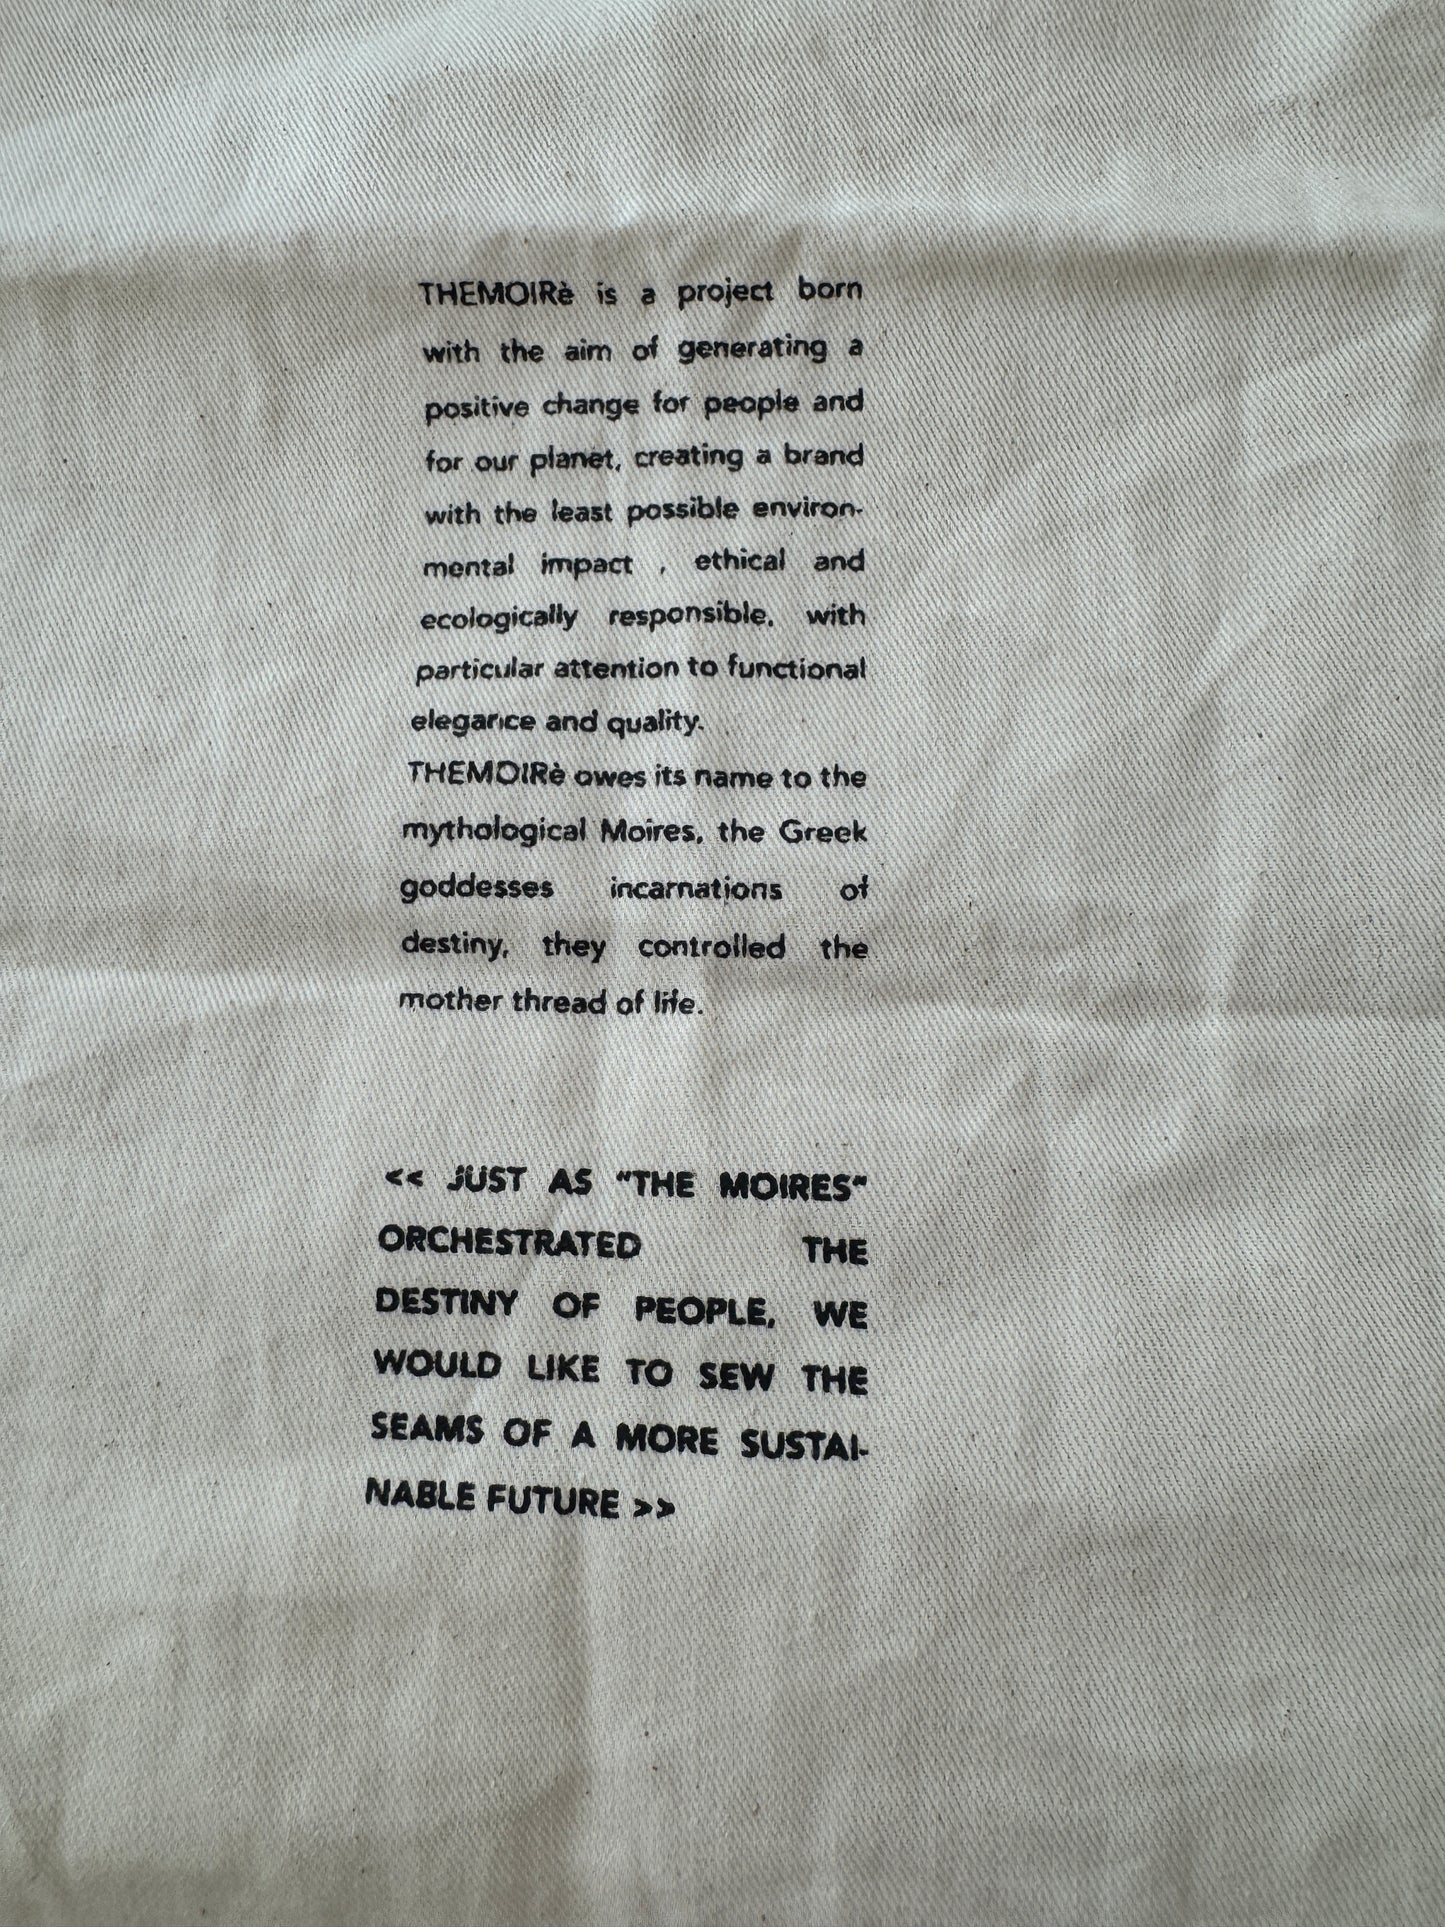 THEMOIRè is a project born
with the aim of generating a
positive change for people and
for our planet, creating a brand
with the least possible environ-
mental impact , ethical and
ecologically responsible, with
particular attention to functional
elegance and quality.
THEMOIRè owes its name to the
mythological Moires, the Greek
goddesses incarnations of
destiny, they controlled the
mother thread of life.
<< JUST AS "THE MOIRES"
ORCHESTRATED THE
DESTINY OF PEOPLE, WE
WOULD LIKE TO SEW THE
SEAMS OF A MORE SUSTAI-
NABLE FUTURE >>